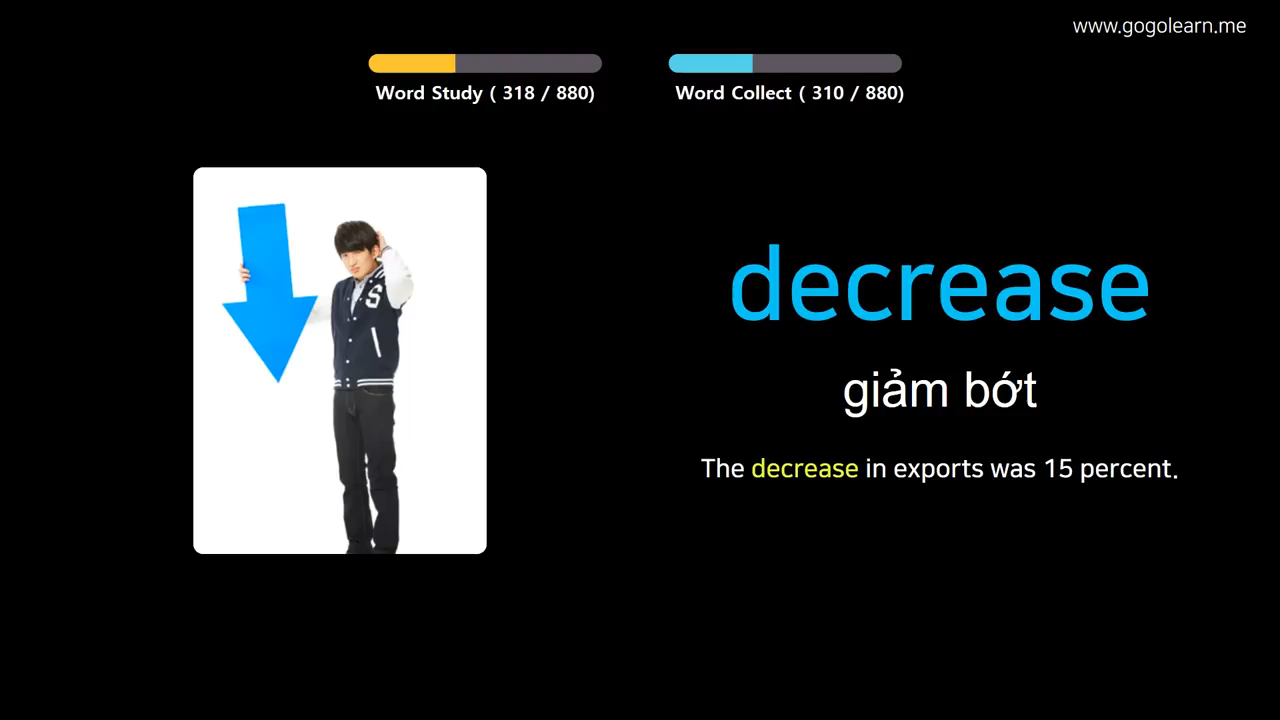 www.gogolearn.me
Word Study ( 318 / 880)
Word Collect ( 310 / 880)
S
decrease
giảm bớt
The decrease in exports was 15 percent.